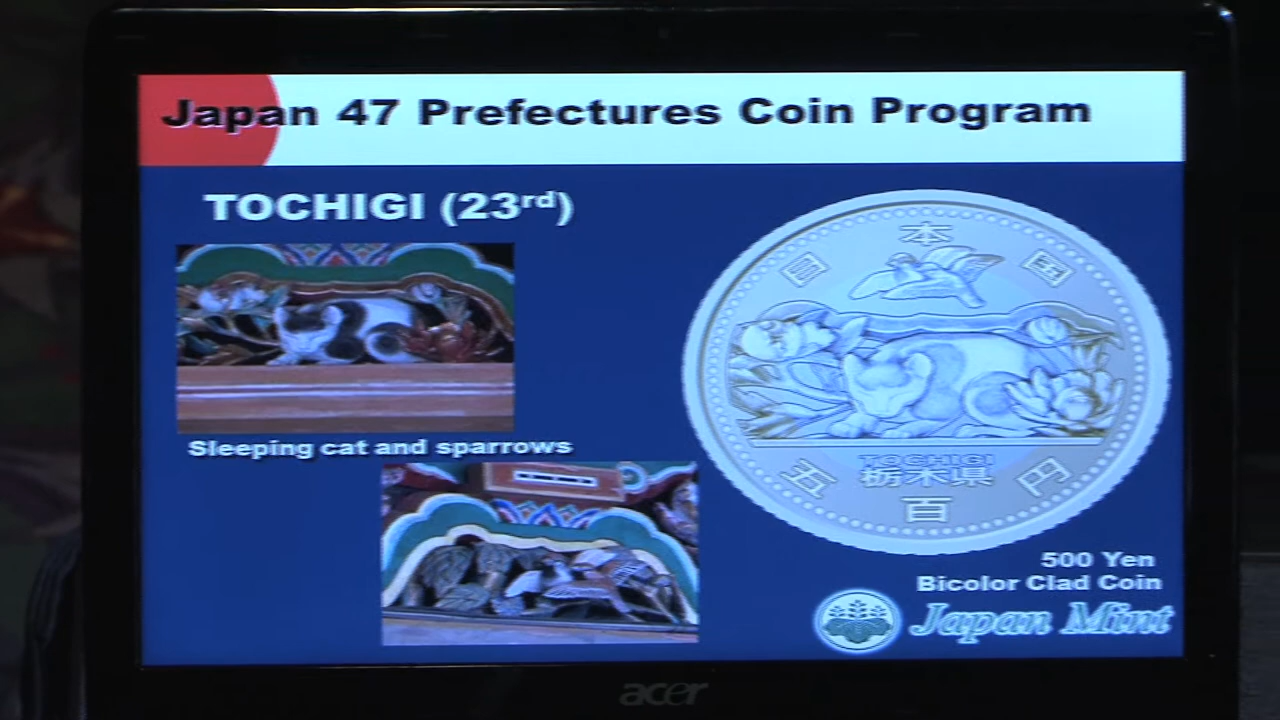 Japan 47 Prefectures Coin Program
TOCHIGI (23rd)
Sleeping cat and sparrows
日本国
TOCHIGI
栃木県
五百円
500 Yen
Bicolor Clad Coin
Japan Mint
acer